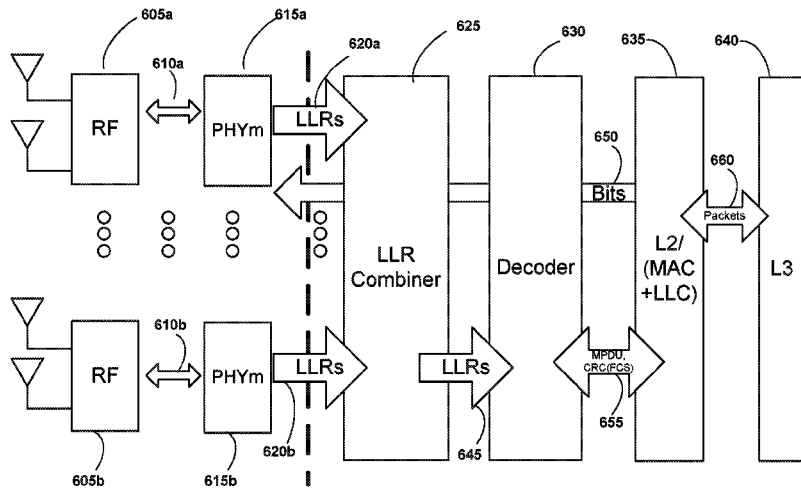 605a
615a
620a
625
630
635
640
610a
RF
PHYm
LLRs
650
Bits
660
Packets
LLR
Combiner
Decoder
L2/
(MAC
+LLC)
L3
610b
RF
PHYm
LLRs
LLRs
MPDU,
CRC(FCS)
620b
645
655
605b
615b